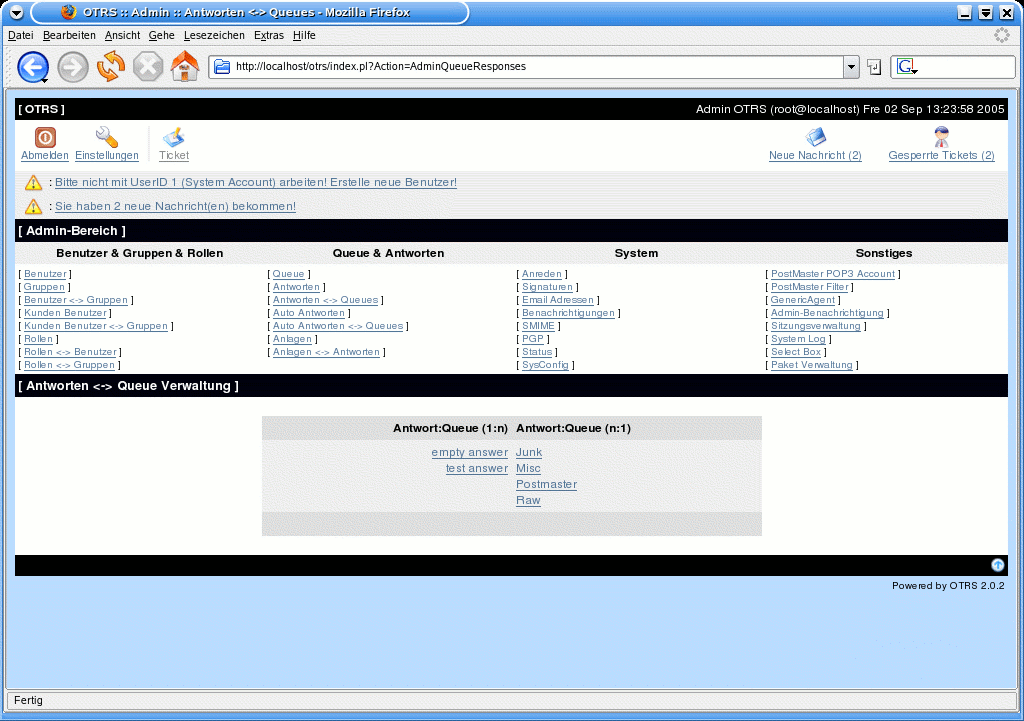 OTRS :: Admin :: Antworten <-> Queues - Mozilla Firefox
Datei Bearbeiten Ansicht Gehe Lesezeichen Extras Hilfe
http://localhost/otrs/index.pl?Action=AdminQueueResponses
[ OTRS ] Admin OTRS (root@localhost) Fre 02 Sep 13:23:58 2005
Abmelden Einstellungen Ticket Neue Nachricht (2) Gesperrte Tickets (2)
: Bitte nicht mit UserID 1 (System Account) arbeiten! Erstelle neue Benutzer!
: Sie haben 2 neue Nachricht(en) bekommen!
[ Admin-Bereich ]
Benutzer & Gruppen & Rollen Queue & Antworten System Sonstiges
[ Benutzer ] [ Queue ] [ Anreden ] [ PostMaster POP3 Account ]
[ Gruppen ] [ Antworten ] [ Signaturen ] [ PostMaster Filter ]
[ Benutzer <-> Gruppen ] [ Antworten <-> Queues ] [ Email Adressen ] [ GenericAgent ]
[ Kunden Benutzer ] [ Auto Antworten ] [ Benachrichtigungen ] [ Admin-Benachrichtigung ]
[ Kunden Benutzer <-> Gruppen ] [ Auto Antworten <-> Queues ] [ SMIME ] [ Sitzungsverwaltung ]
[ Rollen ] [ Anlagen ] [ PGP ] [ System Log ]
[ Rollen <-> Benutzer ] [ Anlagen <-> Antworten ] [ Status ] [ Select Box ]
[ Rollen <-> Gruppen ] [ SysConfig ] [ Paket Verwaltung ]
[ Antworten <-> Queue Verwaltung ]
Antwort:Queue (1:n) Antwort:Queue (n:1)
empty answer Junk
test answer Misc
Postmaster
Raw
Powered by OTRS 2.0.2
Fertig